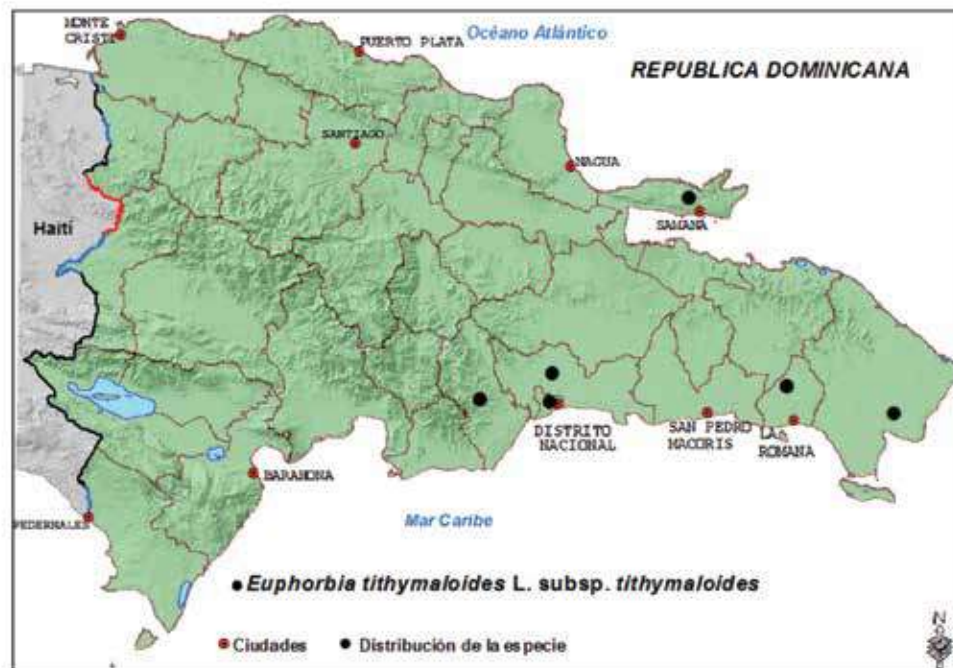 MONTE
CRISTI
PUERTO PLATA
Océano Atlántico
REPUBLICA DOMINICANA
SANTIAGO
NAGUA
SAMANA
Haití
DISTRITO
NACIONAL
SAN PEDRO
MACORIS
LA
ROMANA
BARAHONA
PEDERNALES
Mar Caribe
Euphorbia tithymaloides L. subsp. tithymaloides
Ciudades
Distribución de la especie
N